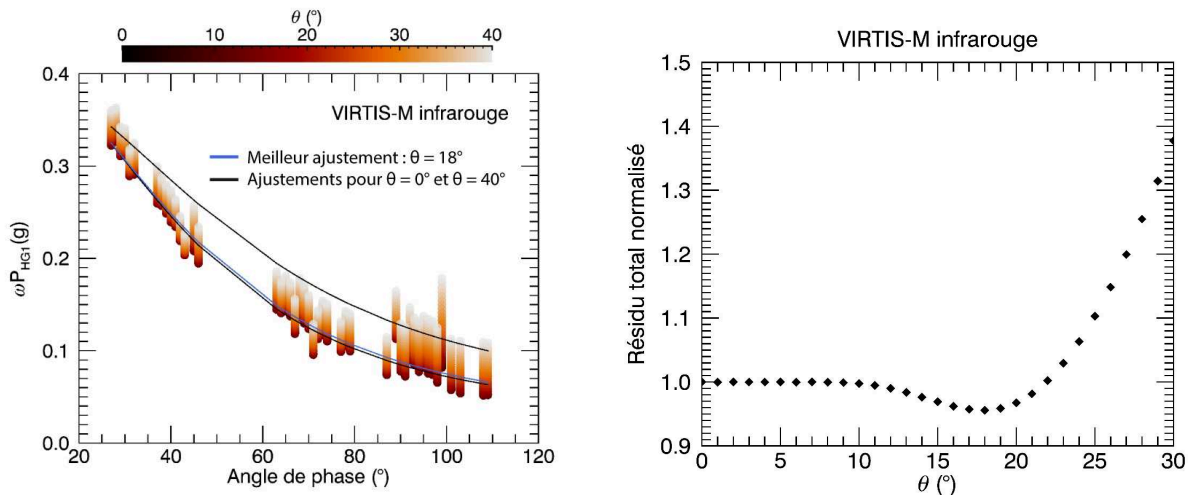 θ (°)
0 20 40
0.4
0.3
0.2
0.1
0.0
ωP_HG1(g)
VIRTIS-M infrarouge
Meilleur ajustement : θ = 18°
Ajustements pour θ = 0° et θ = 40°
20 40 60 80 100 120
Angle de phase (°)
VIRTIS-M infrarouge
1.5
1.4
1.3
1.2
1.1
1.0
0.9
Résidu total normalisé
0 5 10 15 20 25 30
θ (°)